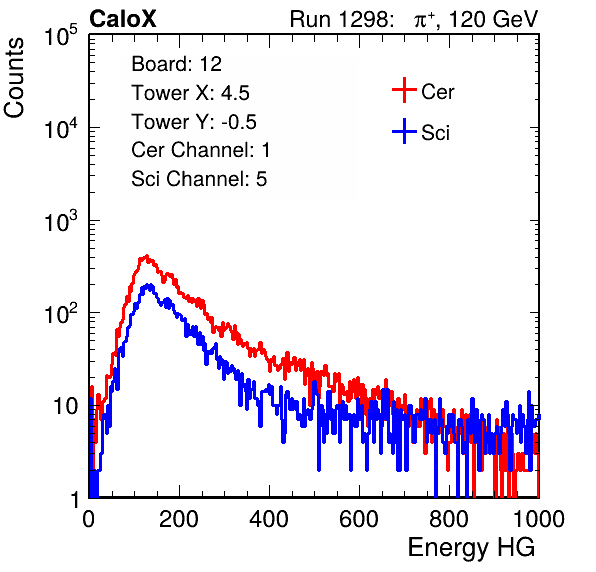 CaloX Run 1298: π⁺, 120 GeV
Counts
Board: 12
Tower X: 4.5
Tower Y: -0.5
Cer Channel: 1
Sci Channel: 5
Cer
Sci
10⁵
10⁴
10³
10²
10
1
0 200 400 600 800 1000
Energy HG